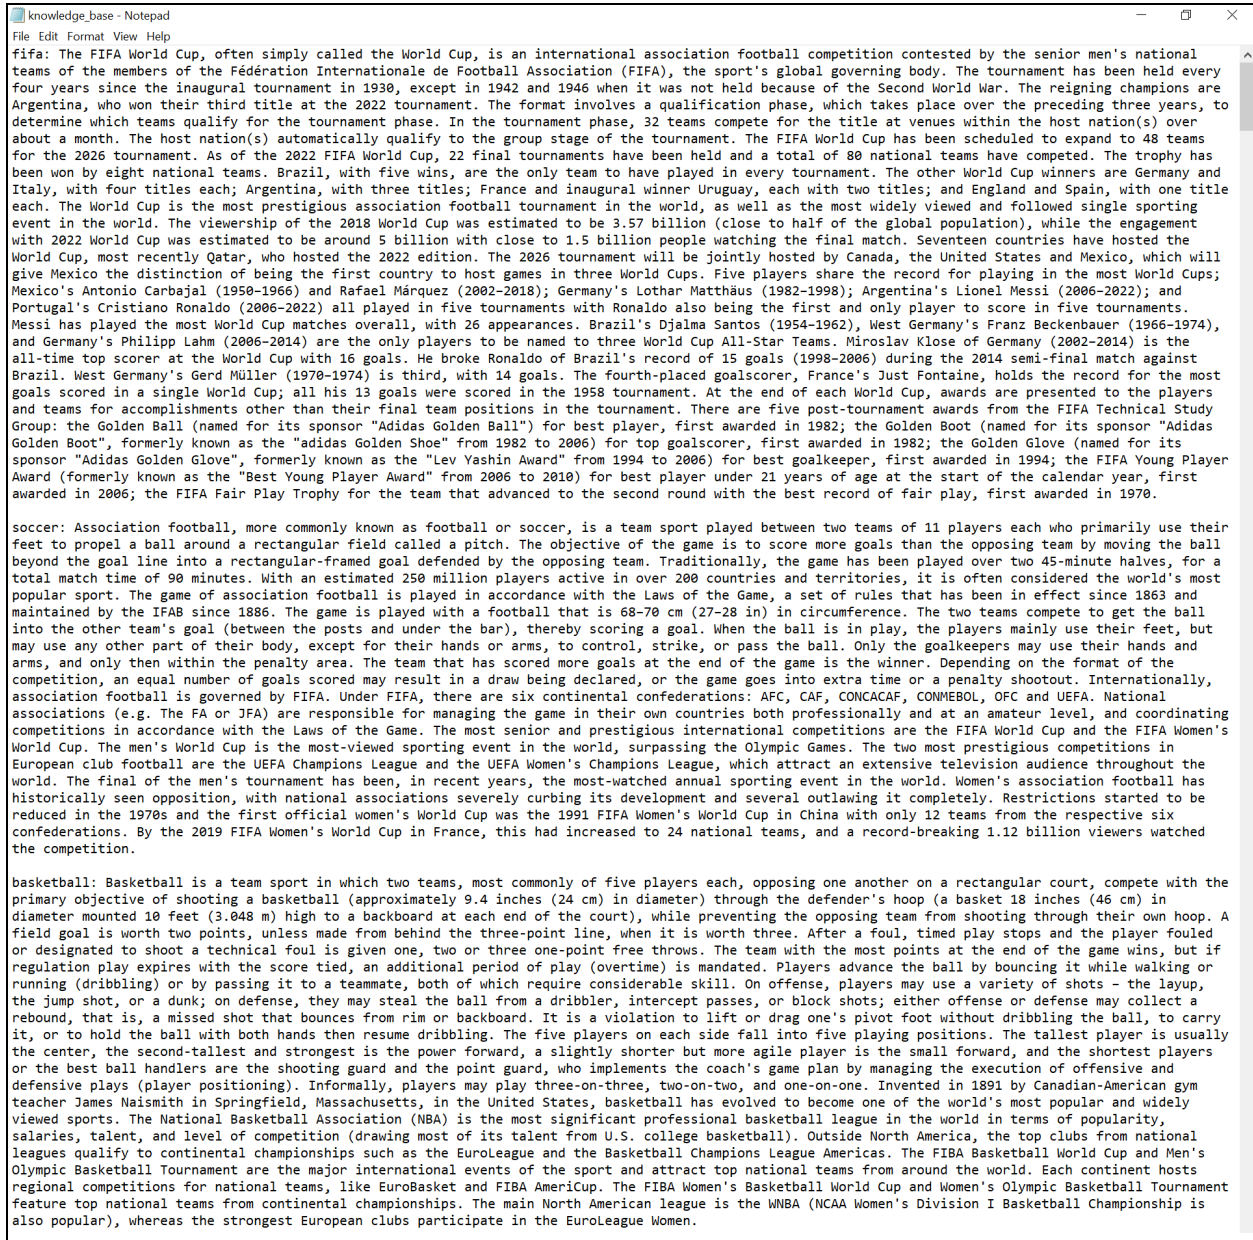 knowledge_base - Notepad
File Edit Format View Help
fifa: The FIFA World Cup, often simply called the World Cup, is an international association football competition contested by the senior men's national
teams of the members of the Fédération Internationale de Football Association (FIFA), the sport's global governing body. The tournament has been held every
four years since the inaugural tournament in 1930, except in 1942 and 1946 when it was not held because of the Second World War. The reigning champions are
Argentina, who won their third title at the 2022 tournament. The format involves a qualification phase, which takes place over the preceding three years, to
determine which teams qualify for the tournament phase. In the tournament phase, 32 teams compete for the title at venues within the host nation(s) over
about a month. The host nation(s) automatically qualify to the group stage of the tournament. The FIFA World Cup has been scheduled to expand to 48 teams
for the 2026 tournament. As of the 2022 FIFA World Cup, 22 final tournaments have been held and a total of 80 national teams have competed. The trophy has
been won by eight national teams. Brazil, with five wins, are the only team to have played in every tournament. The other World Cup winners are Germany and
Italy, with four titles each; Argentina, with three titles; France and inaugural winner Uruguay, each with two titles; and England and Spain, with one title
each. The World Cup is the most prestigious association football tournament in the world, as well as the most widely viewed and followed single sporting
event in the world. The viewership of the 2018 World Cup was estimated to be 3.57 billion (close to half of the global population), while the engagement
with 2022 World Cup was estimated to be around 5 billion with close to 1.5 billion people watching the final match. Seventeen countries have hosted the
World Cup, most recently Qatar, who hosted the 2022 edition. The 2026 tournament will be jointly hosted by Canada, the United States and Mexico, which will
give Mexico the distinction of being the first country to host games in three World Cups. Five players share the record for playing in the most World Cups;
Mexico's Antonio Carbajal (1950–1966) and Rafael Márquez (2002–2018); Germany's Lothar Matthäus (1982–1998); Argentina's Lionel Messi (2006–2022); and
Portugal's Cristiano Ronaldo (2006–2022) all played in five tournaments with Ronaldo also being the first and only player to score in five tournaments.
Messi has played the most World Cup matches overall, with 26 appearances. Brazil's Djalma Santos (1954–1962), West Germany's Franz Beckenbauer (1966–1974),
and Germany's Philipp Lahm (2006–2014) are the only players to be named to three World Cup All-Star Teams. Miroslav Klose of Germany (2002–2014) is the
all-time top scorer at the World Cup with 16 goals. He broke Ronaldo of Brazil's record of 15 goals (1998–2006) during the 2014 semi-final match against
Brazil. West Germany's Gerd Müller (1970–1974) is third, with 14 goals. The fourth-placed goalscorer, France's Just Fontaine, holds the record for the most
goals scored in a single World Cup; all his 13 goals were scored in the 1958 tournament. At the end of each World Cup, awards are presented to the players
and teams for accomplishments other than their final team positions in the tournament. There are five post-tournament awards from the FIFA Technical Study
Group: the Golden Ball (named for its sponsor "Adidas Golden Ball") for best player, first awarded in 1982; the Golden Boot (named for its sponsor "Adidas
Golden Boot", formerly known as the "adidas Golden Shoe" from 1982 to 2006) for top goalscorer, first awarded in 1982; the Golden Glove (named for its
sponsor "Adidas Golden Glove", formerly known as the "Lev Yashin Award" from 1994 to 2006) for best goalkeeper, first awarded in 1994; the FIFA Young Player
Award (formerly known as the "Best Young Player Award" from 2006 to 2010) for best player under 21 years of age at the start of the calendar year, first
awarded in 2006; the FIFA Fair Play Trophy for the team that advanced to the second round with the best record of fair play, first awarded in 1970.
soccer: Association football, more commonly known as football or soccer, is a team sport played between two teams of 11 players each who primarily use their
feet to propel a ball around a rectangular field called a pitch. The objective of the game is to score more goals than the opposing team by moving the ball
beyond the goal line into a rectangular-framed goal defended by the opposing team. Traditionally, the game has been played over two 45-minute halves, for a
total match time of 90 minutes. With an estimated 250 million players active in over 200 countries and territories, it is often considered the world's most
popular sport. The game of association football is played in accordance with the Laws of the Game, a set of rules that has been in effect since 1863 and
maintained by the IFAB since 1886. The game is played with a football that is 68–70 cm (27–28 in) in circumference. The two teams compete to get the ball
into the other team's goal (between the posts and under the bar), thereby scoring a goal. When the ball is in play, the players mainly use their feet, but
may use any other part of their body, except for their hands or arms, to control, strike, or pass the ball. Only the goalkeepers may use their hands and
arms, and only then within the penalty area. The team that has scored more goals at the end of the game is the winner. Depending on the format of the
competition, an equal number of goals scored may result in a draw being declared, or the game goes into extra time or a penalty shootout. Internationally,
association football is governed by FIFA. Under FIFA, there are six continental confederations: AFC, CAF, CONCACAF, CONMEBOL, OFC and UEFA. National
associations (e.g. The FA or JFA) are responsible for managing the game in their own countries both professionally and at an amateur level, and coordinating
competitions in accordance with the Laws of the Game. The most senior and prestigious international competitions are the FIFA World Cup and the FIFA Women's
World Cup. The men's World Cup is the most-viewed sporting event in the world, surpassing the Olympic Games. The two most prestigious competitions in
European club football are the UEFA Champions League and the UEFA Women's Champions League, which attract an extensive television audience throughout the
world. The final of the men's tournament has been, in recent years, the most-watched annual sporting event in the world. Women's association football has
historically seen opposition, with national associations severely curbing its development and several outlawing it completely. Restrictions started to be
reduced in the 1970s and the first official women's World Cup was the 1991 FIFA Women's World Cup in China with only 12 teams from the respective six
confederations. By the 2019 FIFA Women's World Cup in France, this had increased to 24 national teams, and a record-breaking 1.12 billion viewers watched
the competition.
basketball: Basketball is a team sport in which two teams, most commonly of five players each, opposing one another on a rectangular court, compete with the
primary objective of shooting a basketball (approximately 9.4 inches (24 cm) in diameter) through the defender's hoop (a basket 18 inches (46 cm) in
diameter mounted 10 feet (3.048 m) high to a backboard at each end of the court), while preventing the opposing team from shooting through their own hoop. A
field goal is worth two points, unless made from behind the three-point line, when it is worth three. After a foul, timed play stops and the player fouled
or designated to shoot a technical foul is given one, two or three one-point free throws. The team with the most points at the end of the game wins, but if
regulation play expires with the score tied, an additional period of play (overtime) is mandated. Players advance the ball by bouncing it while walking or
running (dribbling) or by passing it to a teammate, both of which require considerable skill. On offense, players may use a variety of shots – the layup,
the jump shot, or a dunk; on defense, they may steal the ball from a dribbler, intercept passes, or block shots; either offense or defense may collect a
rebound, that is, a missed shot that bounces from rim or backboard. It is a violation to lift or drag one's pivot foot without dribbling the ball, to carry
it, or to hold the ball with both hands then resume dribbling. The five players on each side fall into five playing positions. The tallest player is usually
the center, the second-tallest and strongest is the power forward, a slightly shorter but more agile player is the small forward, and the shortest players
or the best ball handlers are the shooting guard and the point guard, who implements the coach's game plan by managing the execution of offensive and
defensive plays (player positioning). Informally, players may play three-on-three, two-on-two, and one-on-one. Invented in 1891 by Canadian-American gym
teacher James Naismith in Springfield, Massachusetts, in the United States, basketball has evolved to become one of the world's most popular and widely
viewed sports. The National Basketball Association (NBA) is the most significant professional basketball league in the world in terms of popularity,
salaries, talent, and level of competition (drawing most of its talent from U.S. college basketball). Outside North America, the top clubs from national
leagues qualify to continental championships such as the EuroLeague and the Basketball Champions League Americas. The FIBA Basketball World Cup and Men's
Olympic Basketball Tournament are the major international events of the sport and attract top national teams from around the world. Each continent hosts
regional competitions for national teams, like EuroBasket and FIBA AmeriCup. The FIBA Women's Basketball World Cup and Women's Olympic Basketball Tournament
feature top national teams from continental championships. The main North American league is the WNBA (NCAA Women's Division I Basketball Championship is
also popular), whereas the strongest European clubs participate in the EuroLeague Women.